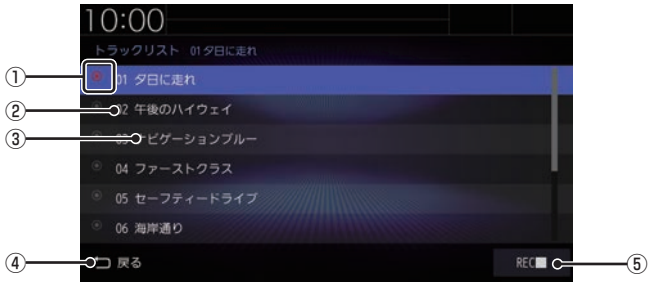 10:00
トラックリスト 01 夕日に走れ
① 01 夕日に走れ
② 02 午後のハイウェイ
③ 03 ナビゲーションブルー
04 ファーストクラス
05 セーフティードライブ
06 海岸通り
④ 戻る REC ⑤